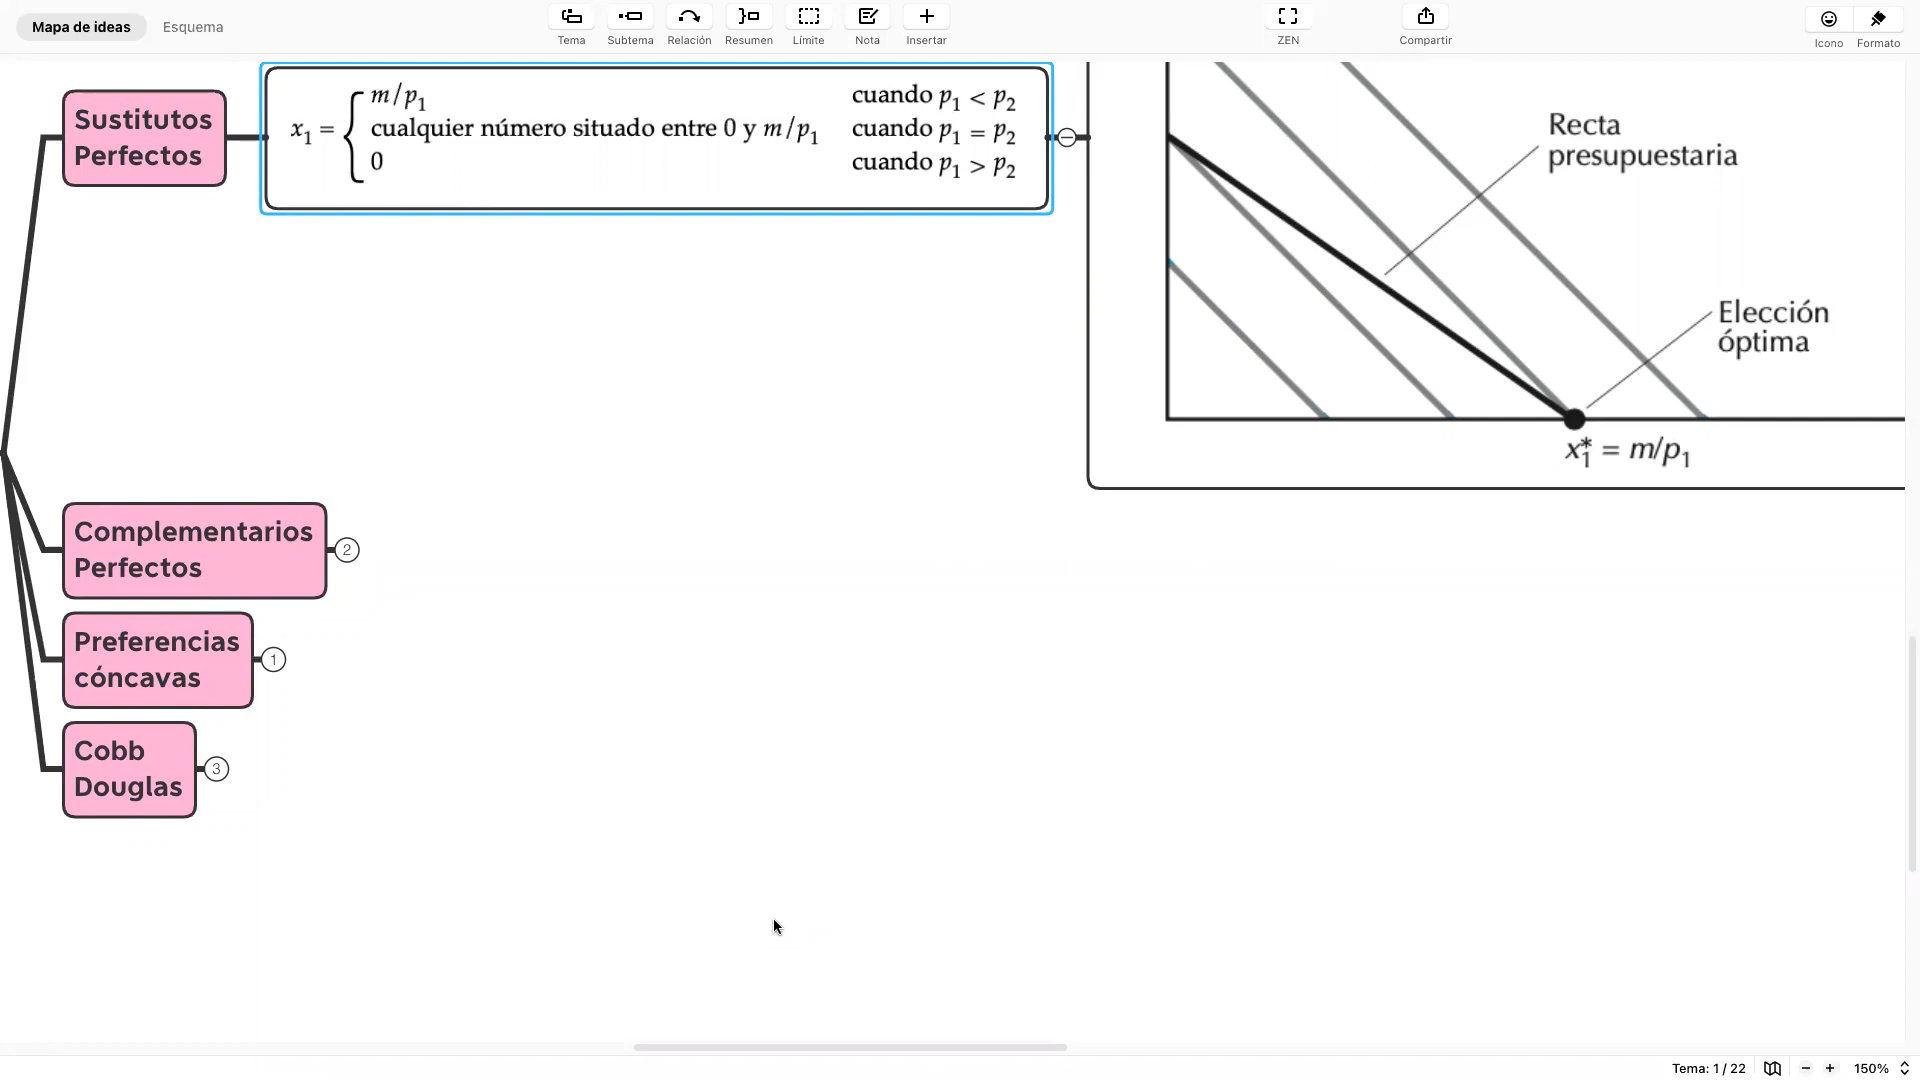 Mapa de ideas
Esquema
Tema
Subtema
Relación
Resumen
Límite
Nota
Insertar
ZEN
Compartir
Icono
Formato
Sustitutos
Perfectos
x₁ =
m/p₁ cuando p₁ < p₂
cualquier número situado entre 0 y m/p₁ cuando p₁ = p₂
0 cuando p₁ > p₂
Recta
presupuestaria
Elección
óptima
x₁* = m/p₁
Complementarios
Perfectos
2
Preferencias
cóncavas
1
Cobb
Douglas
3
Tema: 1 / 22
150%